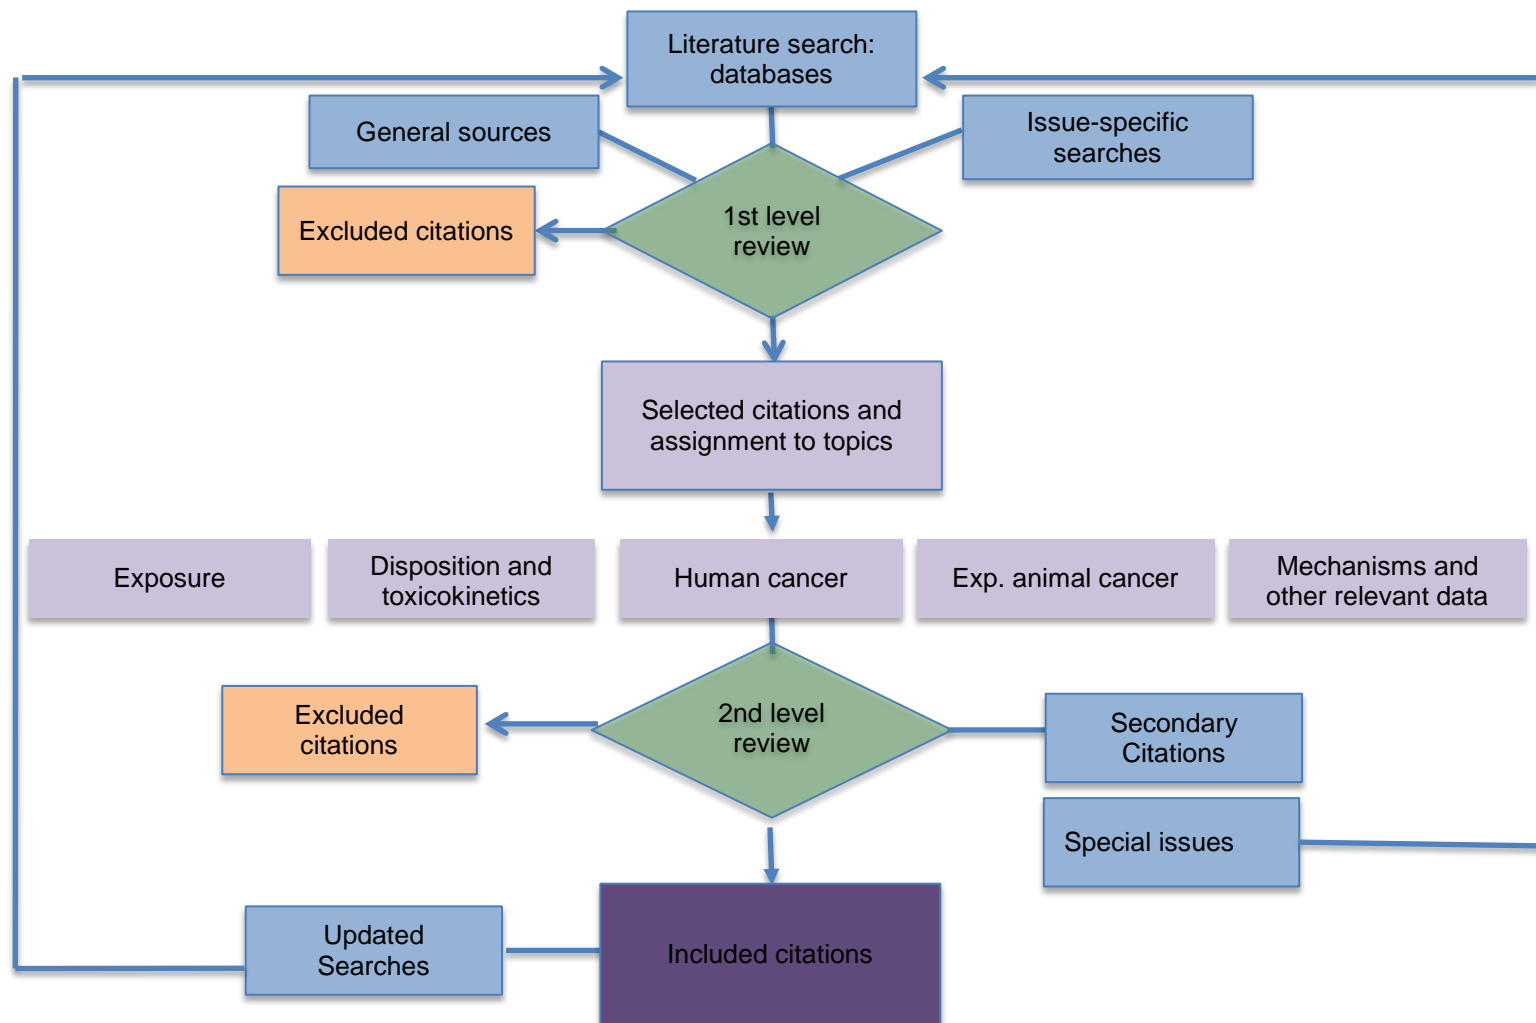 Literature search:
databases
General sources
Issue-specific
searches
Excluded citations
1st level
review
Selected citations and
assignment to topics
Exposure
Disposition and
toxicokinetics
Human cancer
Exp. animal cancer
Mechanisms and
other relevant data
Excluded
citations
2nd level
review
Secondary
Citations
Special issues
Updated
Searches
Included citations